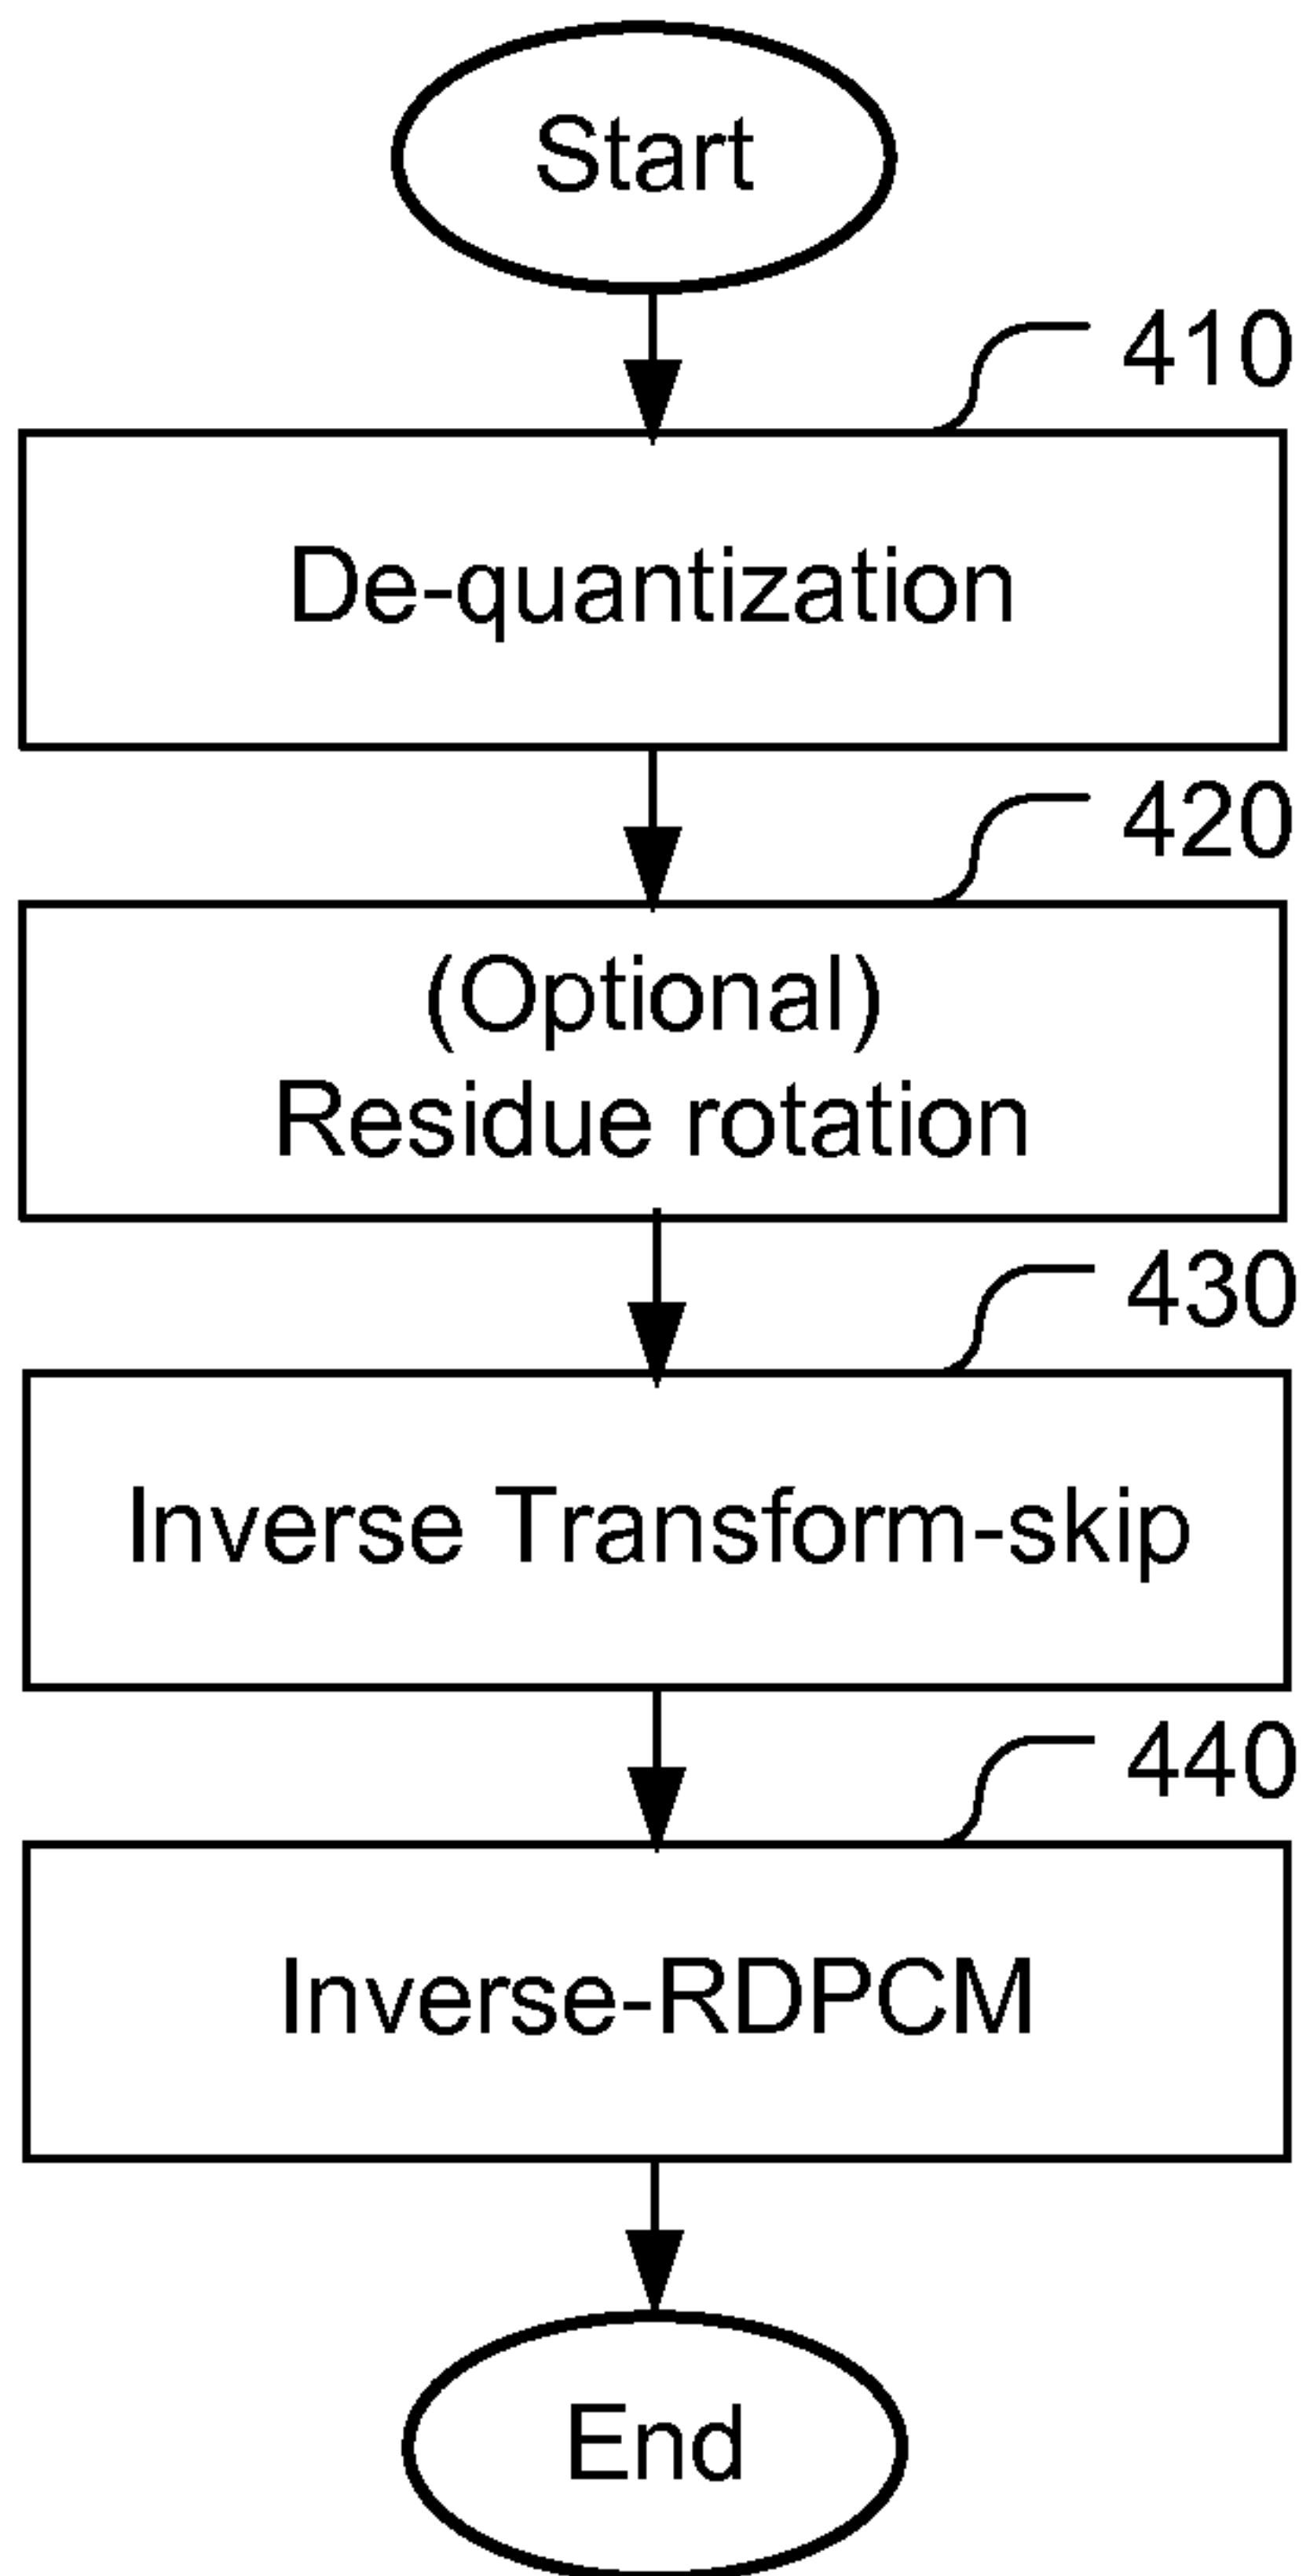 Start
410
De-quantization
420
(Optional)
Residue rotation
430
Inverse Transform-skip
440
Inverse-RDPCM
End